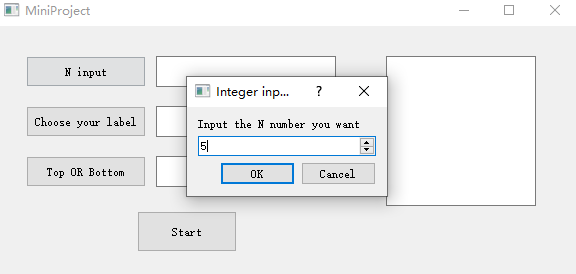 MiniProject
N input
Integer inp...
?
Choose your label
Input the N number you want
5
Top OR Bottom
OK
Cancel
Start